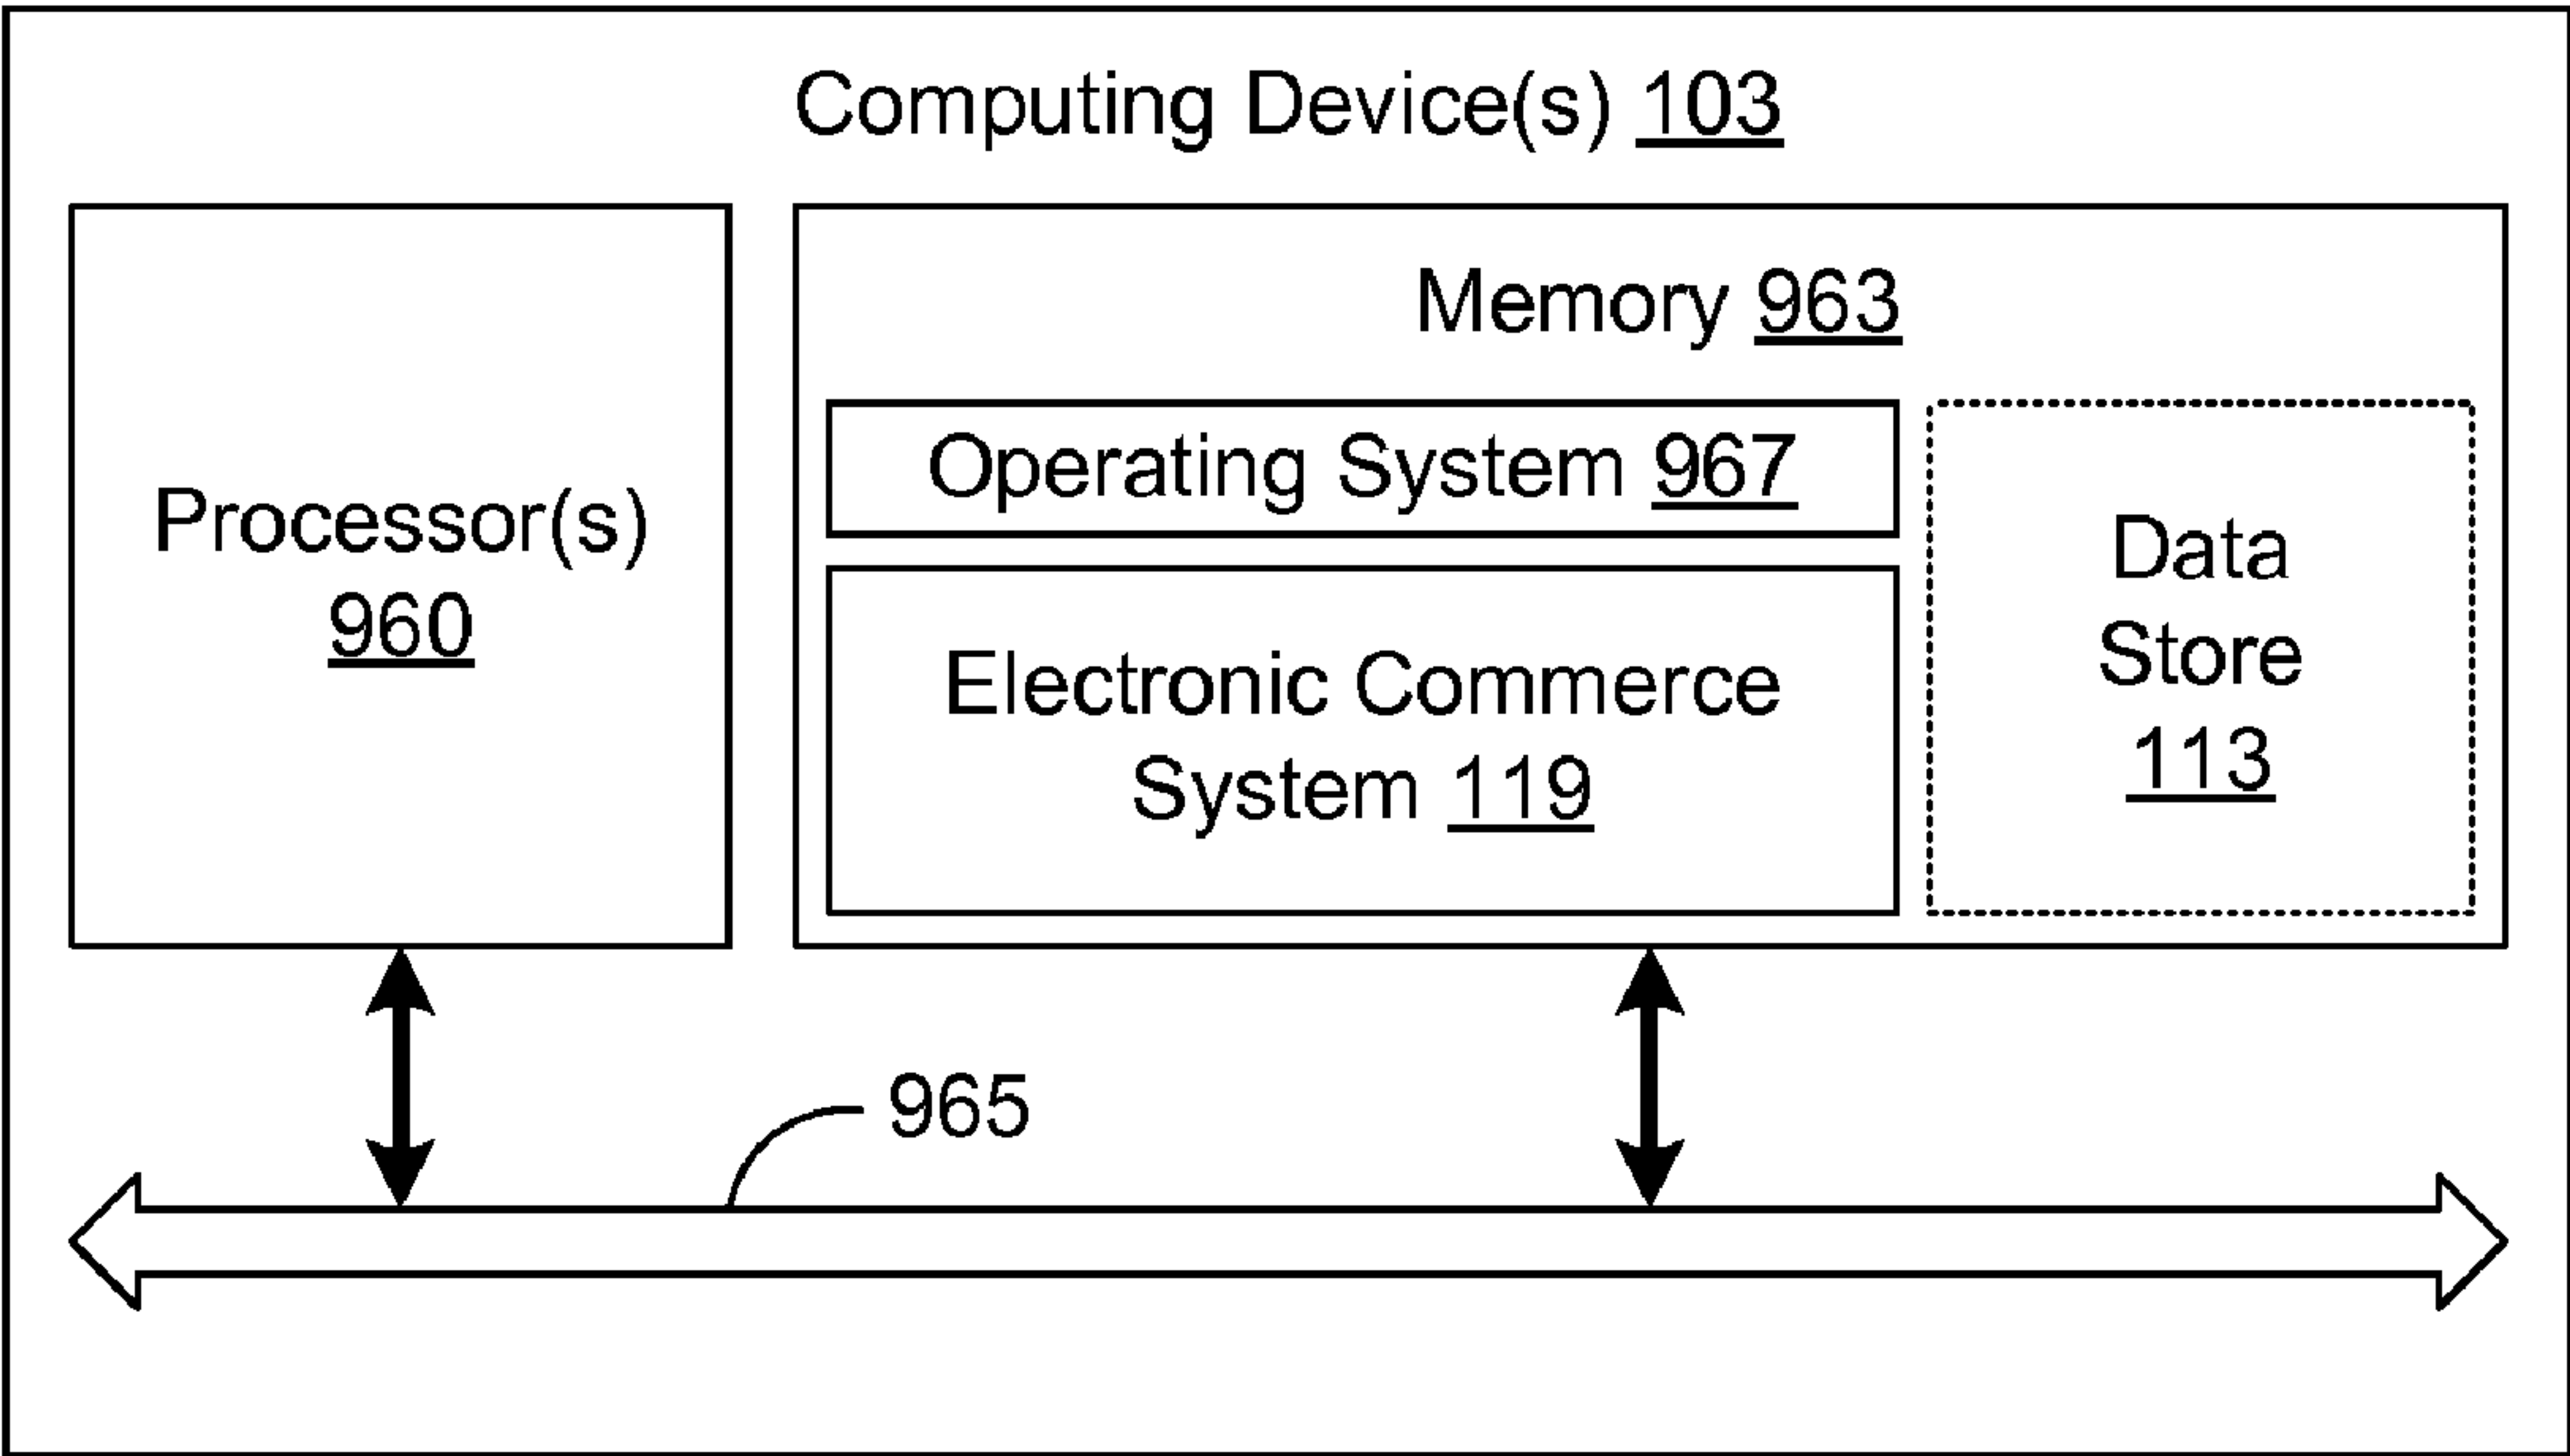 Computing Device(s) 103
Processor(s)
960
Memory 963
Operating System 967
Electronic Commerce
System 119
Data
Store
113
965